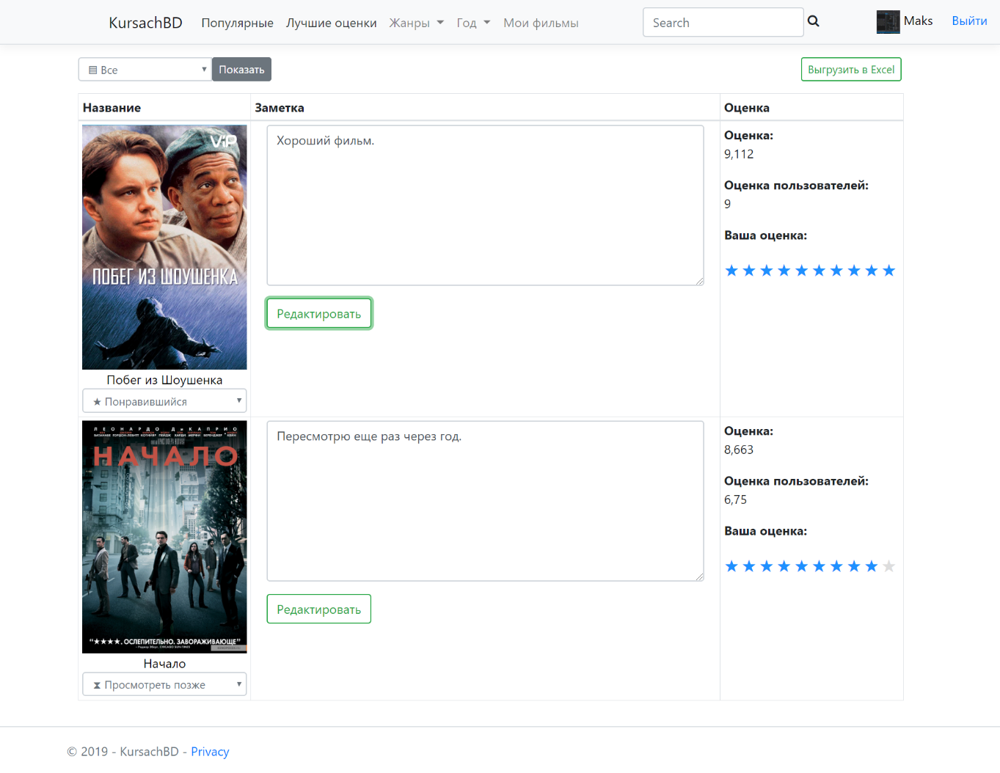 KursachBD Популярные Лучшие оценки Жанры Год Мои фильмы Search Maks Выйти
Все Показать Выгрузить в Excel
Название Заметка Оценка
ViP
ПОБЕГ ИЗ ШОУШЕНКА
Побег из Шоушенка
★ Понравившийся
Хороший фильм.
Редактировать
Оценка:
9,112
Оценка пользователей:
9
Ваша оценка:
ЛЕОНАРДО ДиКАПРИО
НАЧАЛО
“★★★★. ОСЛЕПИТЕЛЬНО. ЗАВОРАЖИВАЮЩЕ”
Начало
Просмотреть позже
Пересмотрю еще раз через год.
Редактировать
Оценка:
8,663
Оценка пользователей:
6,75
Ваша оценка:
© 2019 - KursachBD - Privacy